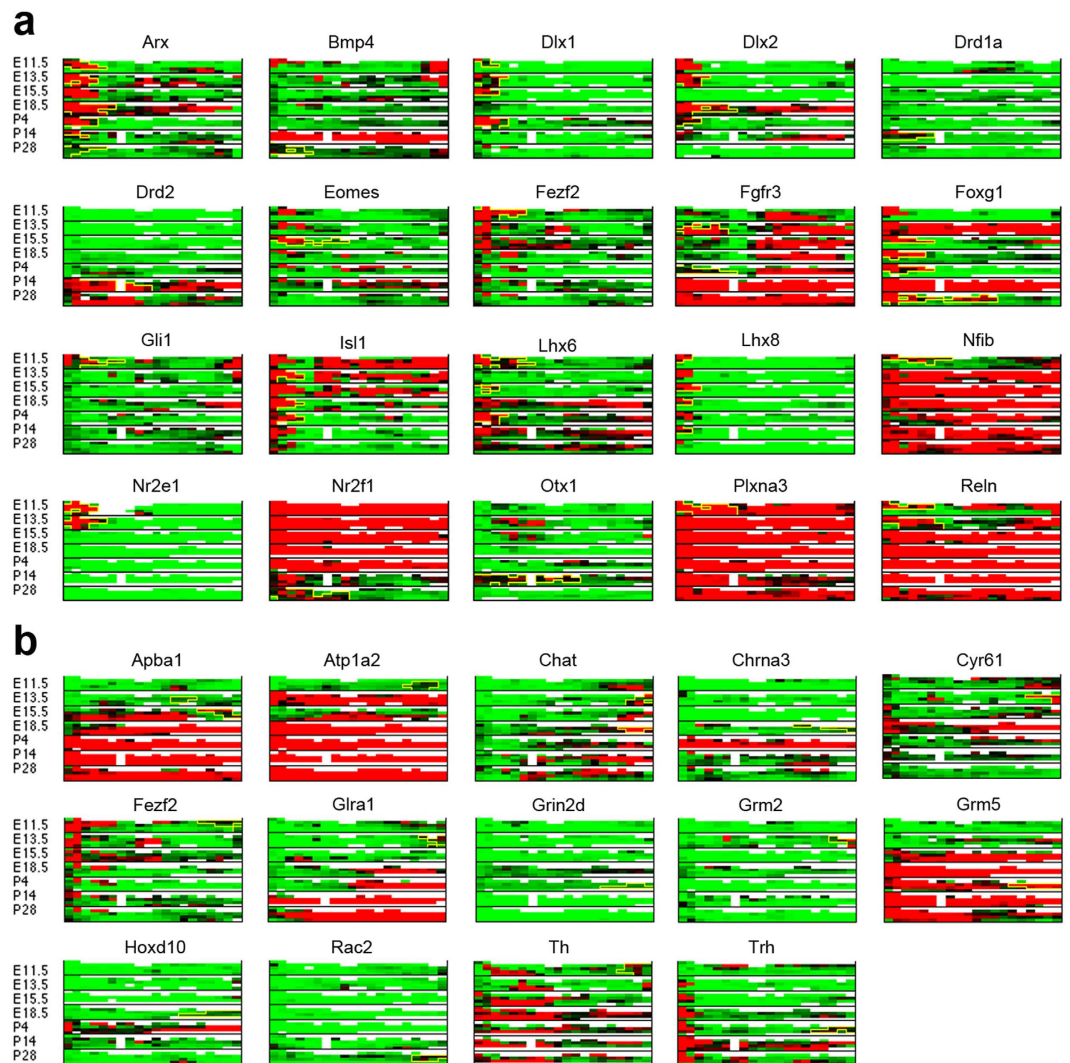 a
Arx Bmp4 Dlx1 Dlx2 Drd1a
E11.5
E13.5
E15.5
E18.5
P4
P14
P28
Drd2 Eomes Fezf2 Fgfr3 Foxg1
E11.5
E13.5
E15.5
E18.5
P4
P14
P28
Gli1 Isl1 Lhx6 Lhx8 Nfib
E11.5
E13.5
E15.5
E18.5
P4
P14
P28
Nr2e1 Nr2f1 Otx1 Plxna3 Reln
E11.5
E13.5
E15.5
E18.5
P4
P14
P28
b
Apba1 Atp1a2 Chat Chrna3 Cyr61
E11.5
E13.5
E15.5
E18.5
P4
P14
P28
Fezf2 Glra1 Grin2d Grm2 Grm5
E11.5
E13.5
E15.5
E18.5
P4
P14
P28
Hoxd10 Rac2 Th Trh
E11.5
E13.5
E15.5
E18.5
P4
P14
P28